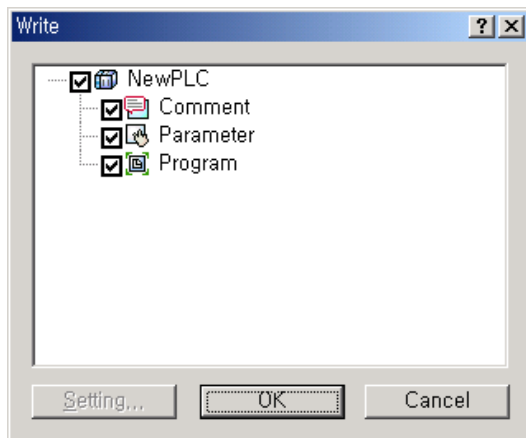 Write
NewPLC
Comment
Parameter
Program
Setting...
OK
Cancel